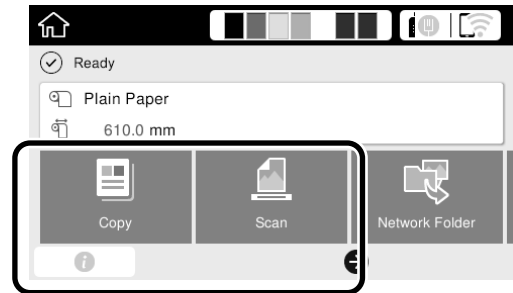 Ready
Plain Paper
610.0 mm
Copy
Scan
Network Folder
i